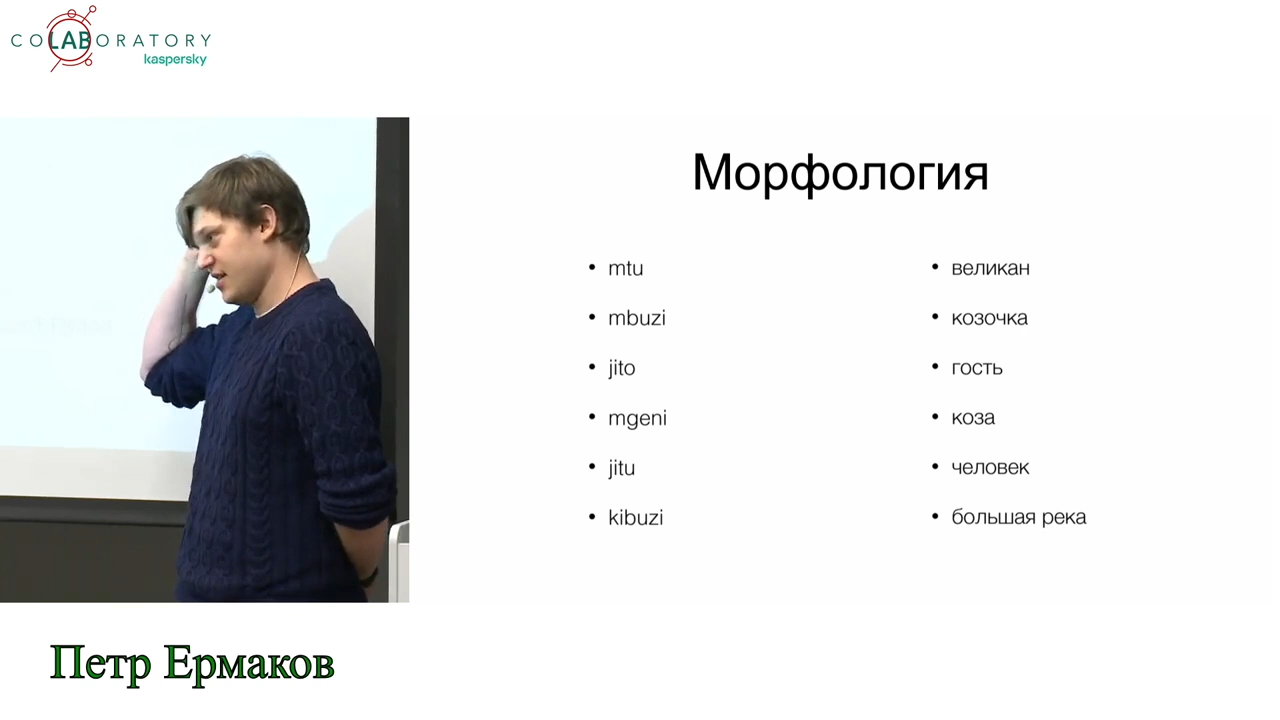 COLABORATORY
kaspersky
Морфология
• mtu
• mbuzi
• jito
• mgeni
• jitu
• kibuzi
• великан
• козочка
• гость
• коза
• человек
• большая река
Петр Ермаков